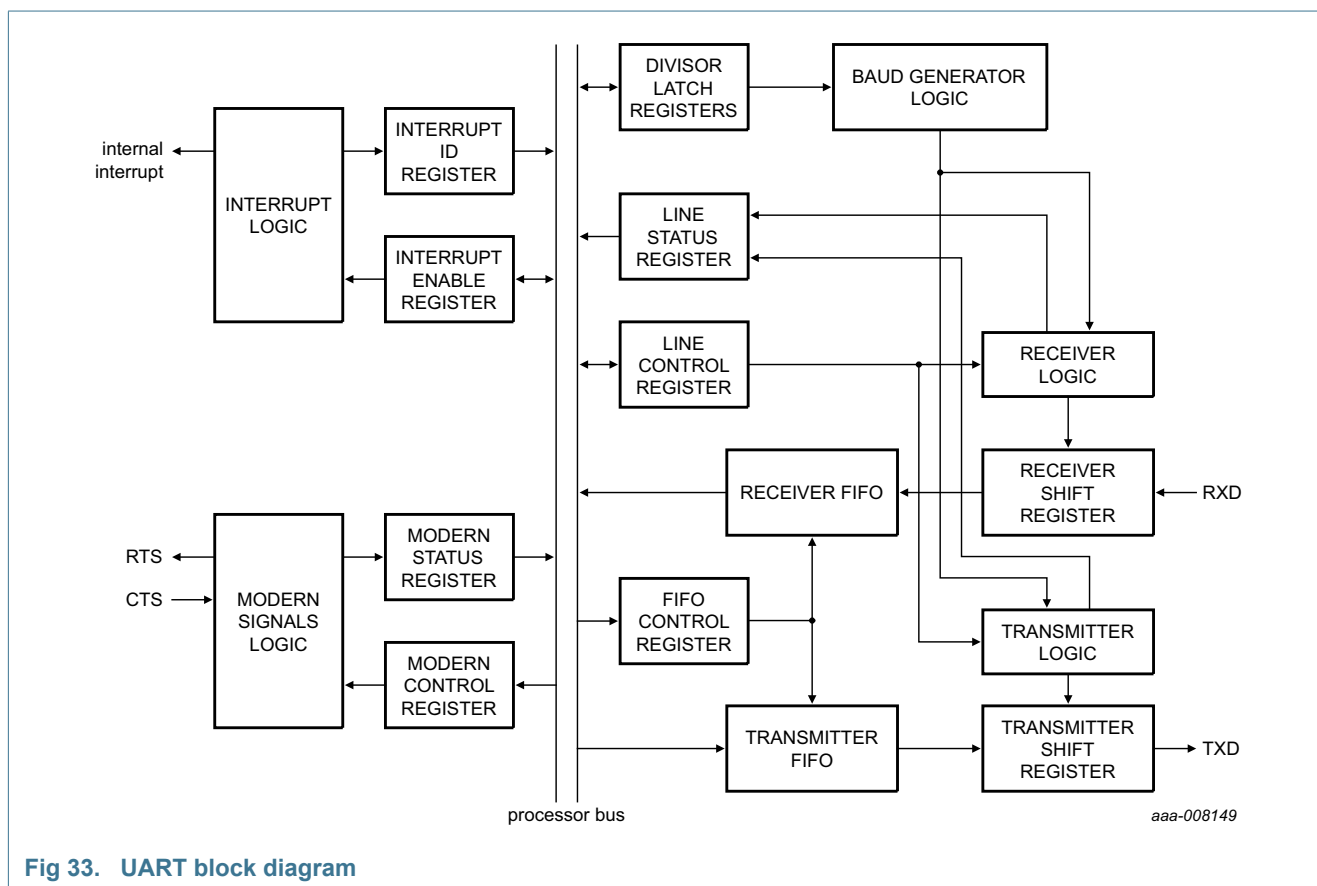 internal
interrupt
INTERRUPT
LOGIC
INTERRUPT
ID
REGISTER
INTERRUPT
ENABLE
REGISTER
RTS
CTS
MODERN
SIGNALS
LOGIC
MODERN
STATUS
REGISTER
MODERN
CONTROL
REGISTER
DIVISOR
LATCH
REGISTERS
BAUD GENERATOR
LOGIC
LINE
STATUS
REGISTER
LINE
CONTROL
REGISTER
RECEIVER
LOGIC
RECEIVER FIFO
RECEIVER
SHIFT
REGISTER
RXD
FIFO
CONTROL
REGISTER
TRANSMITTER
LOGIC
TRANSMITTER
FIFO
TRANSMITTER
SHIFT
REGISTER
TXD
processor bus
aaa-008149
Fig 33. UART block diagram